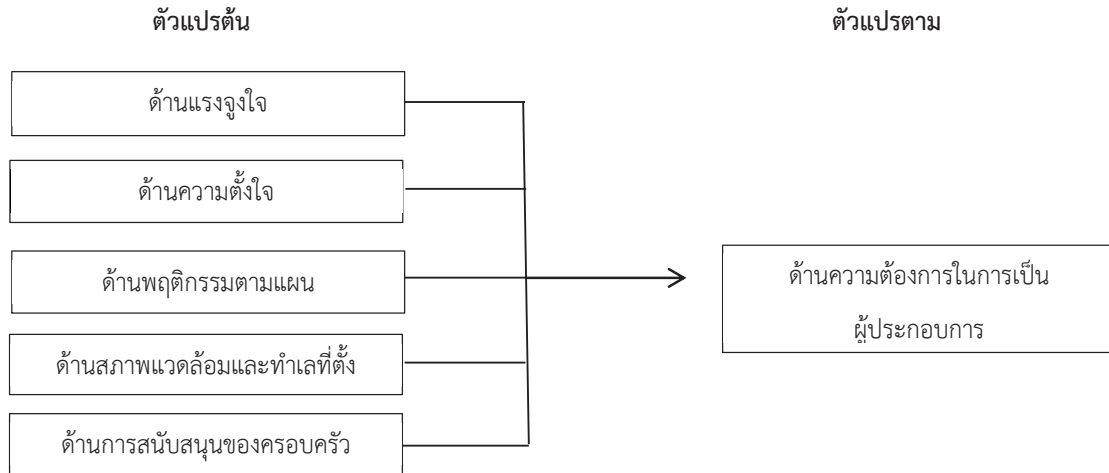 ตัวแปรต้น
ตัวแปรตาม
ด้านแรงจูงใจ
ด้านความตั้งใจ
ด้านพฤติกรรมตามแผน
ด้านสภาพแวดล้อมและทำเลที่ตั้ง
ด้านการสนับสนุนของครอบครัว
ด้านความต้องการในการเป็น
ผู้ประกอบการ